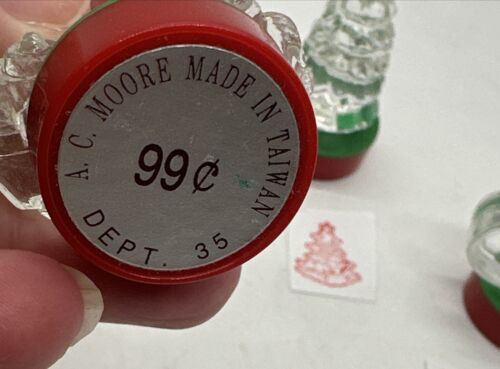 A. C. MOORE MADE IN TAIWAN
99¢
DEPT. 35